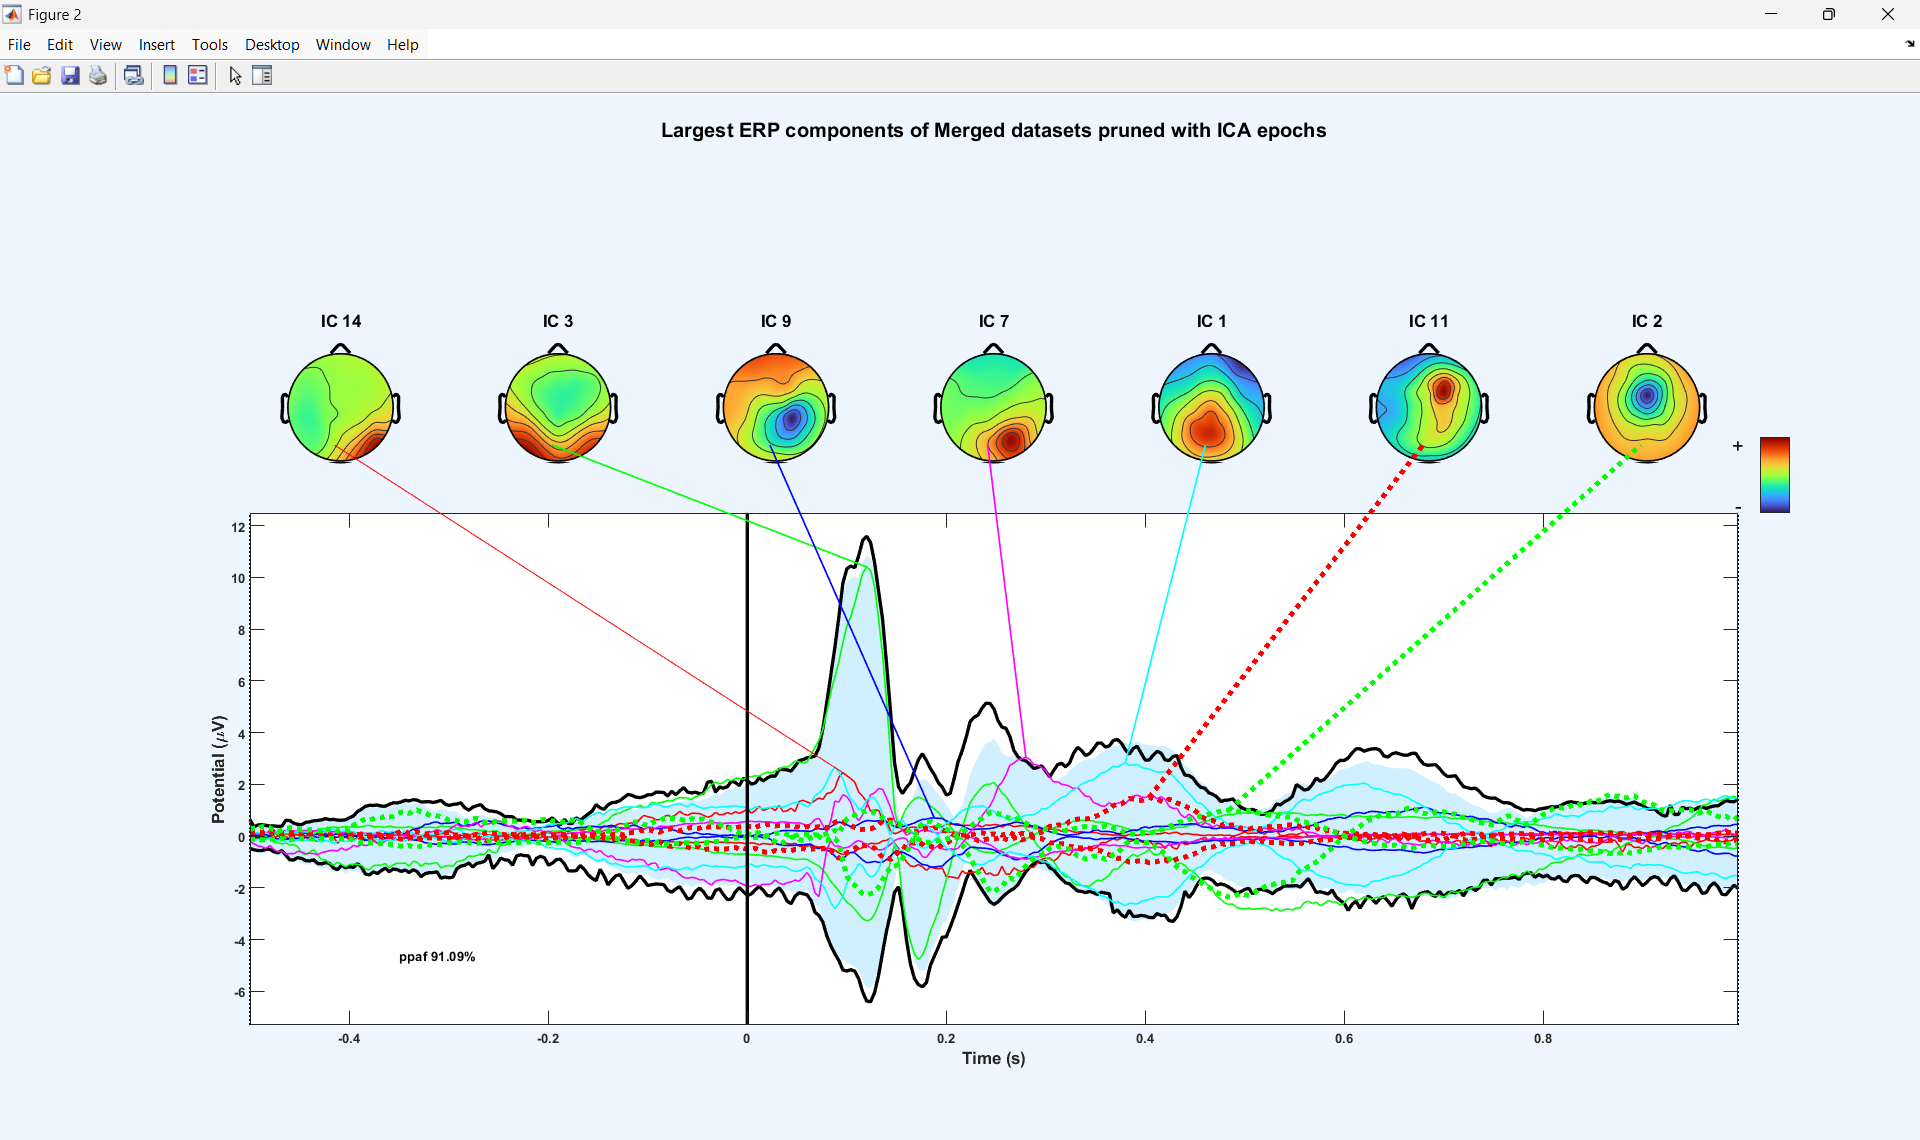 Figure 2
File Edit View Insert Tools Desktop Window Help
Largest ERP components of Merged datasets pruned with ICA epochs
IC 14 IC 3 IC 9 IC 7 IC 1 IC 11 IC 2
+
-
12
10
8
6
4
2
0
-2
-4
-6
Potential (μV)
ppaf 91.09%
-0.4 -0.2 0 0.2 0.4 0.6 0.8
Time (s)